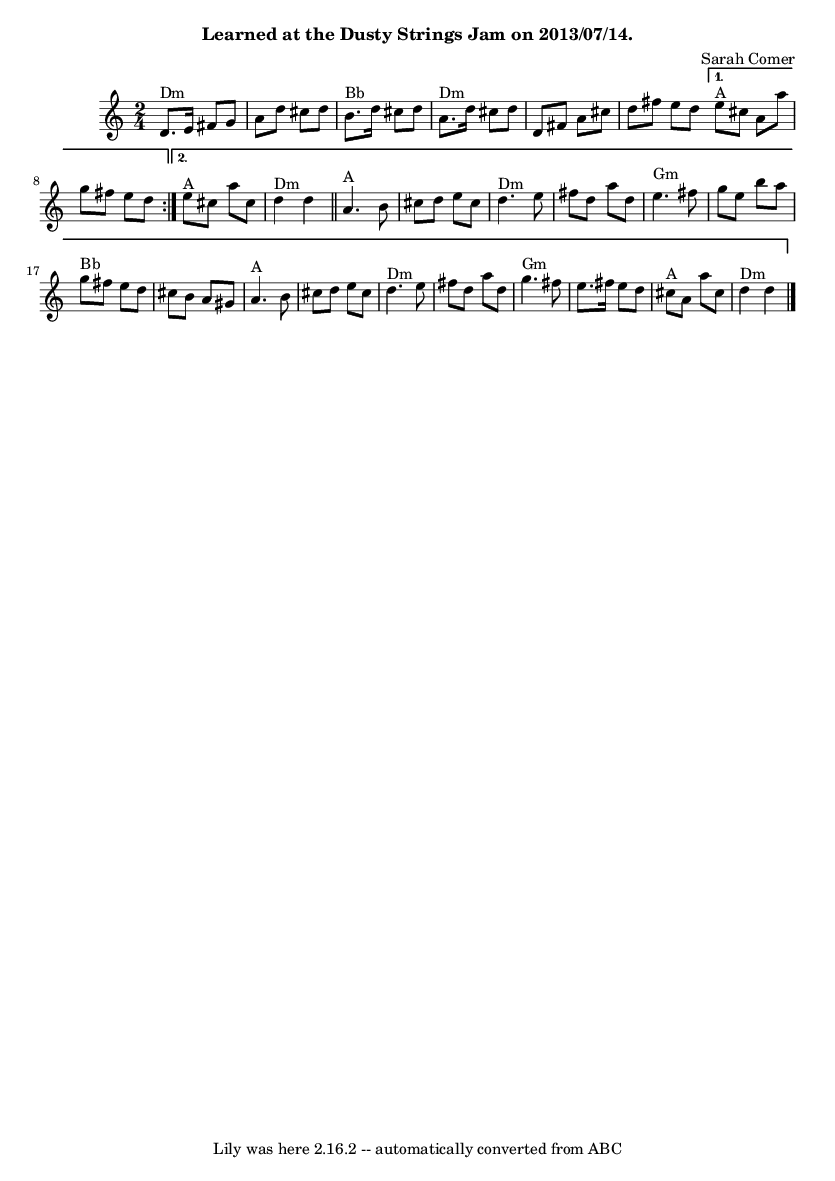 Learned at the Dusty Strings Jam on 2013/07/14.
Sarah Comer
1.
Dm Bb Dm A
2
4
2.
8
A Dm A Dm Gm
17
Bb A Dm Gm A Dm
Lily was here 2.16.2 -- automatically converted from ABC